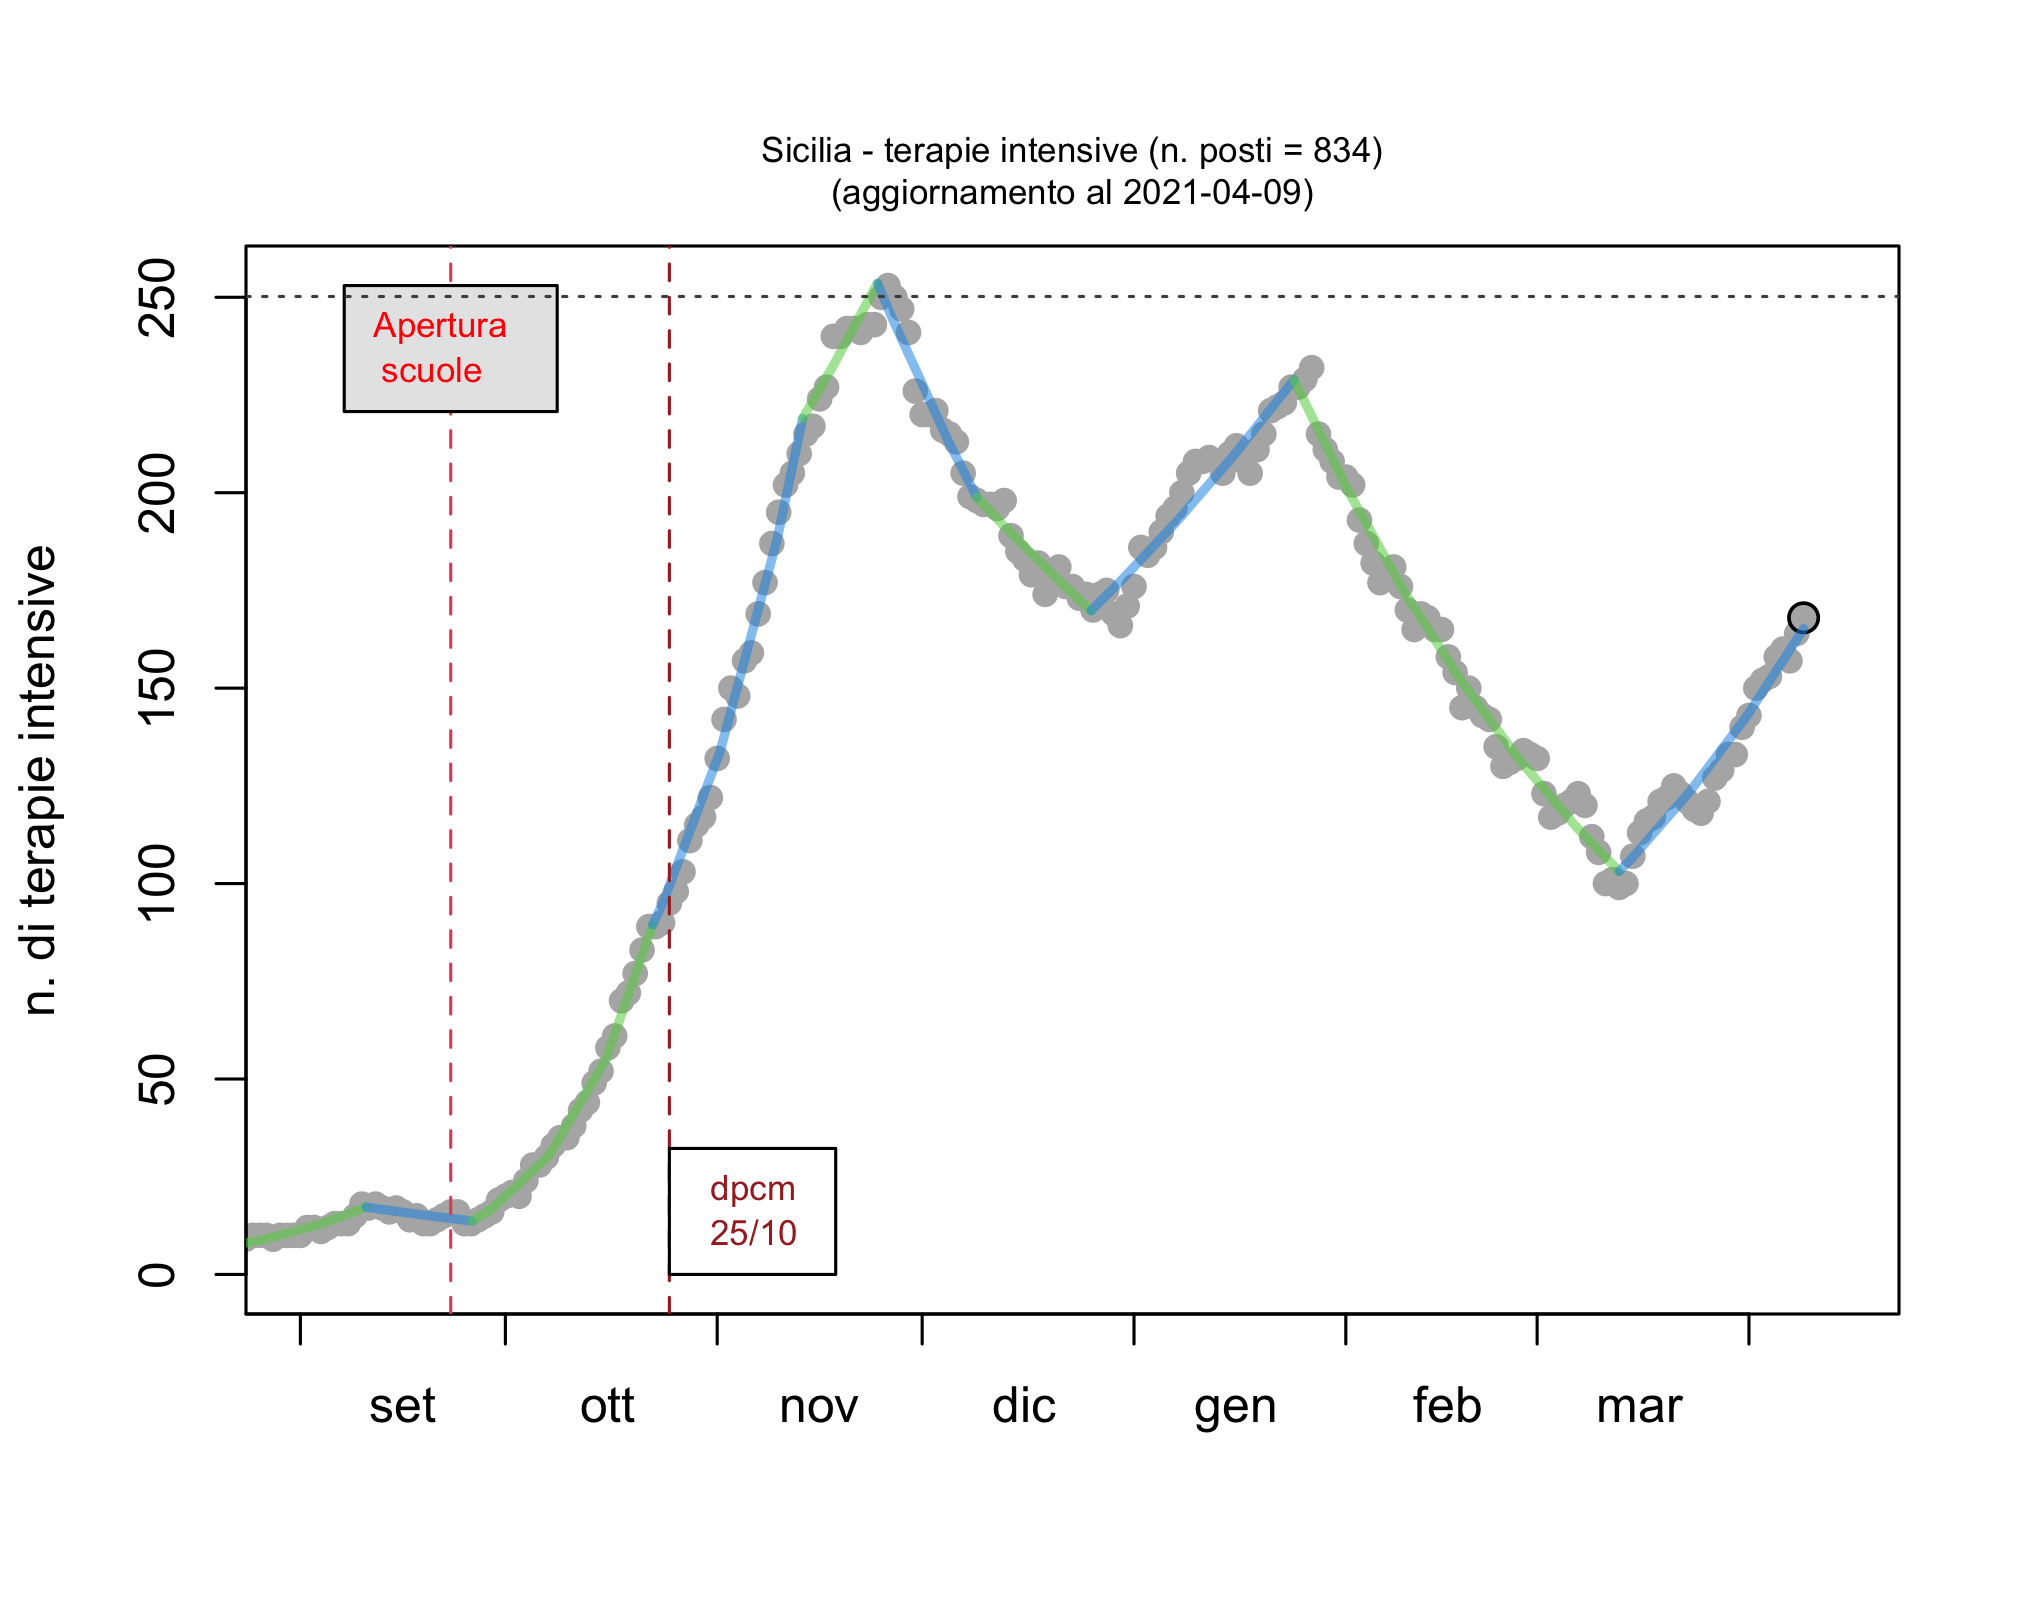 Sicilia - terapie intensive (n. posti = 834)
(aggiornamento al 2021-04-09)
n. di terapie intensive
250
200
150
100
50
0
Apertura
scuole
dpcm
25/10
set
ott
nov
dic
gen
feb
mar